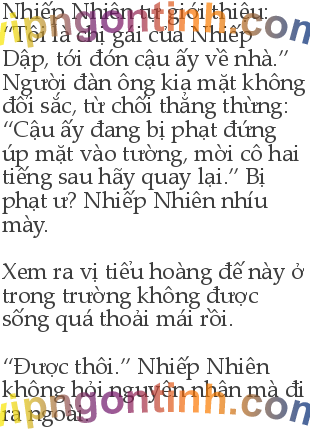 Nhiếp Nhiên tự giới thiệu:
“Tôi là chị gái của Nhiếp
Dập, tới đón cậu ấy về nhà.”
Người đàn ông kia mặt không
đổi sắc, từ chối thẳng thừng:
“Cậu ấy đang bị phạt đứng
úp mặt vào tường, mời cô hai
tiếng sau hãy quay lại.” Bị
phạt ư? Nhiếp Nhiên nhíu
mày.
Xem ra vị tiểu hoàng đế này ở
trong trường không được
sống quá thoải mái rồi.
“Được thôi.” Nhiếp Nhiên
không hỏi nguyên nhân mà đi
ra ngoài.
vipngontinh.com
vipngontinh.com